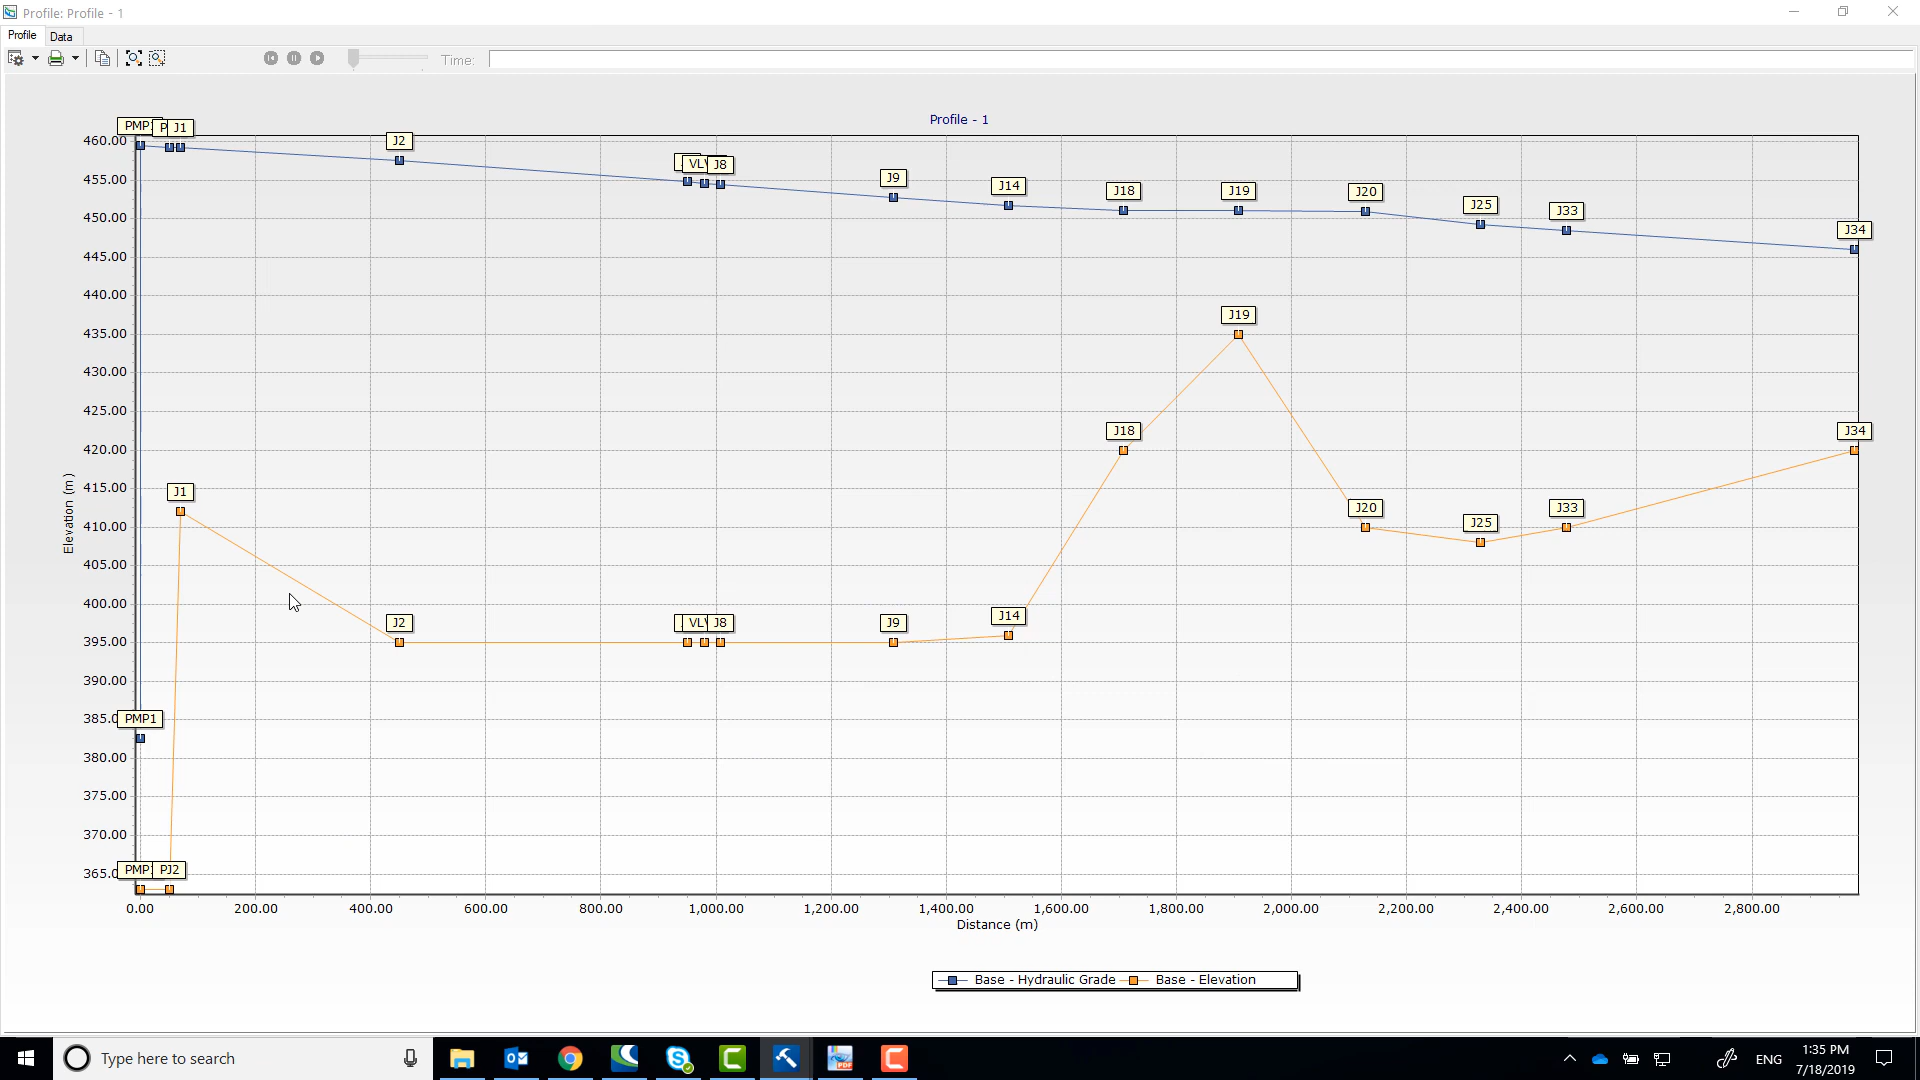 Profile: Profile - 1
Profile Data
Time:
Profile - 1
PMP J1
J2
VLV J8
J9
J14
J18
J19
J20
J25
J33
J34
460.00
455.00
450.00
445.00
440.00
435.00
430.00
425.00
420.00
415.00
410.00
405.00
400.00
395.00
390.00
385.0
380.00
375.00
370.00
365.0
Elevation (m)
J19
J18
J34
J1
J20
J33
J25
J14
J2
VLV J8
J9
PMP1
PMP PJ2
0.00 200.00 400.00 600.00 800.00 1,000.00 1,200.00 1,400.00 1,600.00 1,800.00 2,000.00 2,200.00 2,400.00 2,600.00 2,800.00
Distance (m)
Base - Hydraulic Grade Base - Elevation
Type here to search
ENG
1:35 PM
7/18/2019